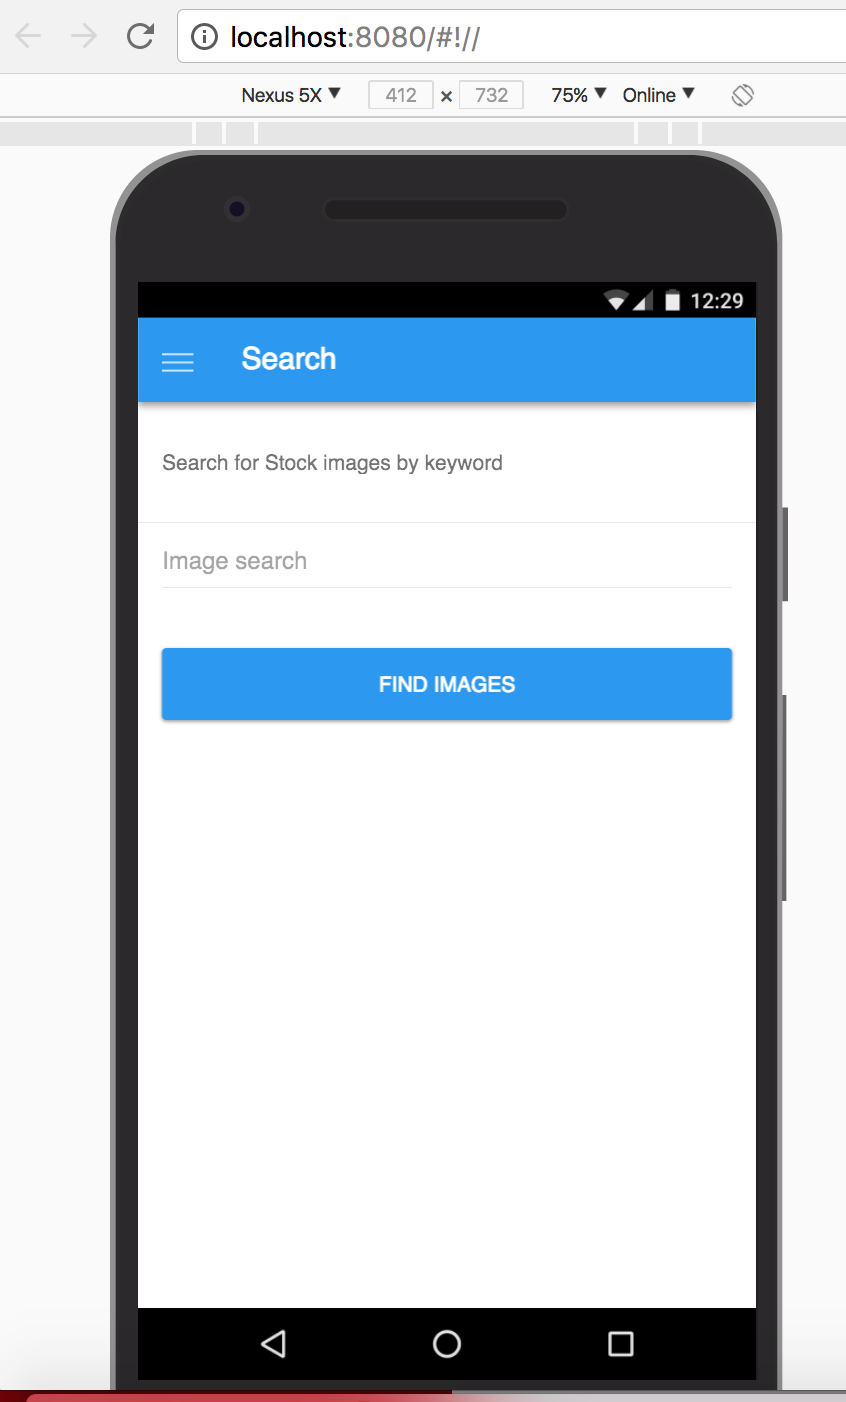 localhost:8080/#!//
Nexus 5X ▼ 412 × 732 75% ▼ Online ▼
12:29
Search
Search for Stock images by keyword
Image search
FIND IMAGES